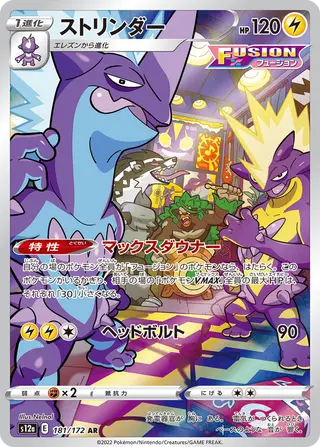 1進化
ストリンダー
HP 120
エレズンから進化
FUSION
フュージョン
特性
とくせい
マックスダウナー
自分の場のポケモン全員が「フュージョン」のポケモンなら、はたらく。この
ポケモンがいるかぎり、相手の場の「ポケモンVMAX」全員の最大HPは、
それぞれ「30」小さくなる。
ヘッドボルト
90
弱点
×2
抵抗力
にげる
Illus.Nelnal
s12a E 181/172 AR
©2022 Pokémon/Nintendo/Creatures/GAME FREAK.